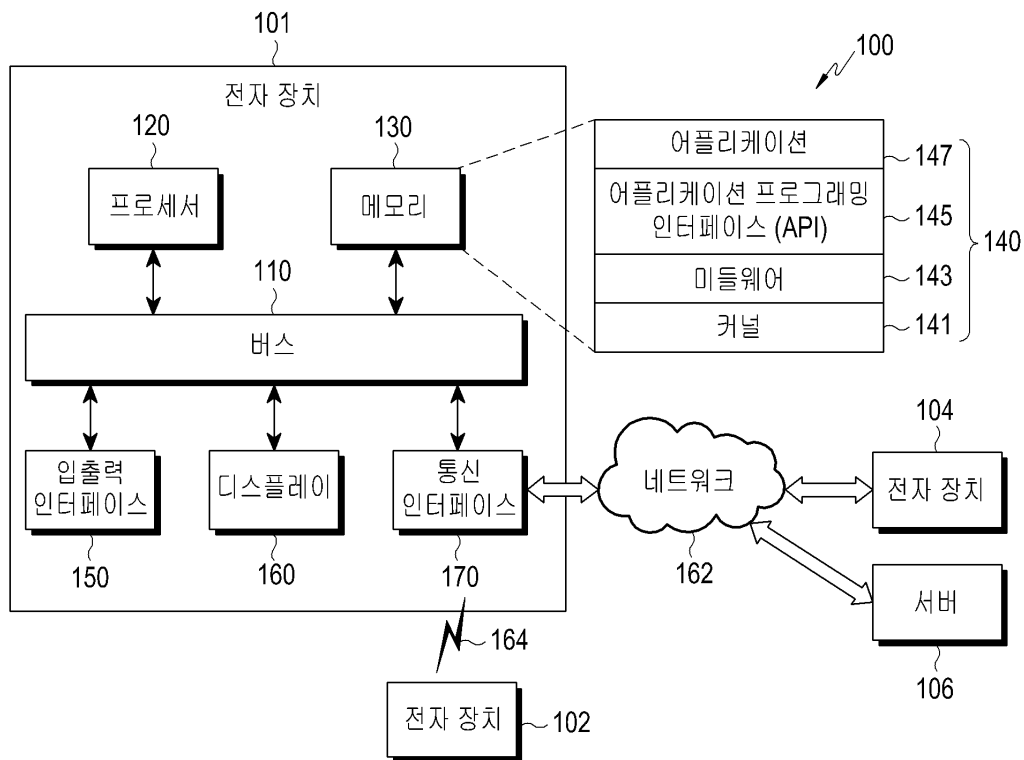 101
전자 장치
100
120
130
프로세서
메모리
어플리케이션
147
어플리케이션 프로그래밍
인터페이스 (API)
145
140
미들웨어
143
커널
141
110
버스
입출력
인터페이스
150
디스플레이
160
통신
인터페이스
170
네트워크
162
104
전자 장치
서버
106
164
전자 장치
102